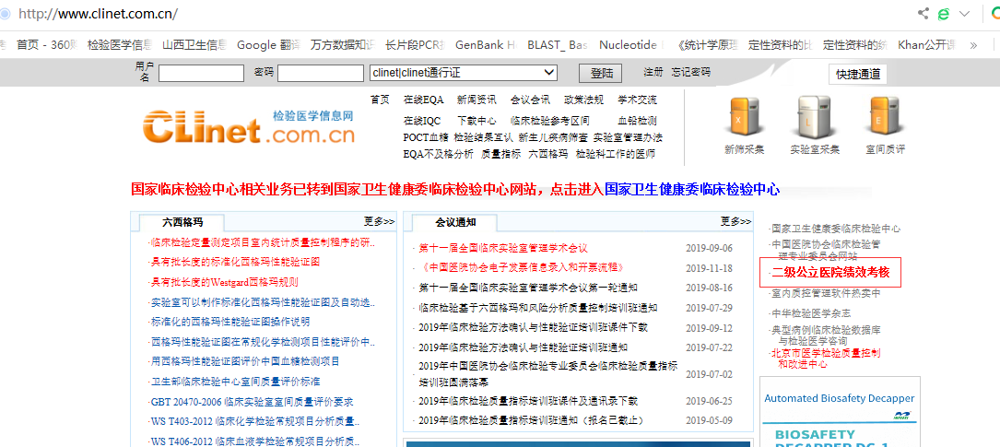 http://www.clinet.com.cn/
首页 - 360 检验医学信息 山西卫生信息 Google 翻译 万方数据知识 长片段PCR GenBank H BLAST_ Bas Nucleotide 《统计学原理 定性资料的比 定性资料的统 Khan公开课 »
用户名 密码 clinet|clinet通行证 登陆 注册 忘记密码 快捷通道
CLInet.com.cn 检验医学信息网
首页 在线EQA 新闻资讯 会议会讯 政策法规 学术交流
在线IQC 下载中心 临床检验参考区间 血铅检测
POCT血糖 检验结果互认 新生儿疾病筛查 实验室管理办法
EQA不及格分析 质量指标 六西格玛 检验科工作的医师
X L E
新筛采集 实验室采集 室间质评
国家临床检验中心相关业务已转到国家卫生健康委临床检验中心网站，点击进入国家卫生健康委临床检验中心
六西格玛 更多>>
·临床检验定量测定项目室内统计质量控制程序的研..
·具有批长度的标准化西格玛性能验证图
·具有批长度的Westgard西格玛规则
·实验室可以制作标准化西格玛性能验证图及自动选..
·标准化的西格玛性能验证图操作说明
·西格玛性能验证图在常规化学检测项目性能评价中..
·用西格玛性能验证图评价中国血糖检测项目
·卫生部临床检验中心室间质量评价标准
·GBT 20470-2006 临床实验室室间质量评价要求
·WS T403-2012 临床化学检验常规项目分析质量..
·WS T406-2012 临床血液学检验常规项目分析质..
会议通知 更多>>
· 第十一届全国临床实验室管理学术会议 2019-09-06
· 《中国医院协会电子发票信息录入和开票流程》 2019-11-18
· 第十一届全国临床实验室管理学术会议第一轮通知 2019-08-16
· 临床检验基于六西格玛和风险分析质量控制培训班通知 2019-07-29
· 2019年临床检验方法确认与性能验证培训班课件下载 2019-09-12
· 2019年临床检验方法确认与性能验证培训班通知 2019-07-22
· 2019年中国医院协会临床检验专业委员会临床检验质量指标 2019-07-02
培训班圆满落幕
· 2019年临床检验质量指标培训班课件及通讯录下载 2019-06-25
· 2019年临床检验质量指标培训班通知（报名已截止） 2019-05-09
·国家卫生健康委临床检验中心
·中国医院协会临床检验管
理专业委员会网站
·二级公立医院绩效考核
·室内质控管理软件热卖中
·中华检验医学杂志
·典型病例临床检验数据库
与检验医学咨询
·北京市医学检验质量控制
和改进中心
Automated Biosafety Decapper
BIOSAFETY
DECAPPER DC-1